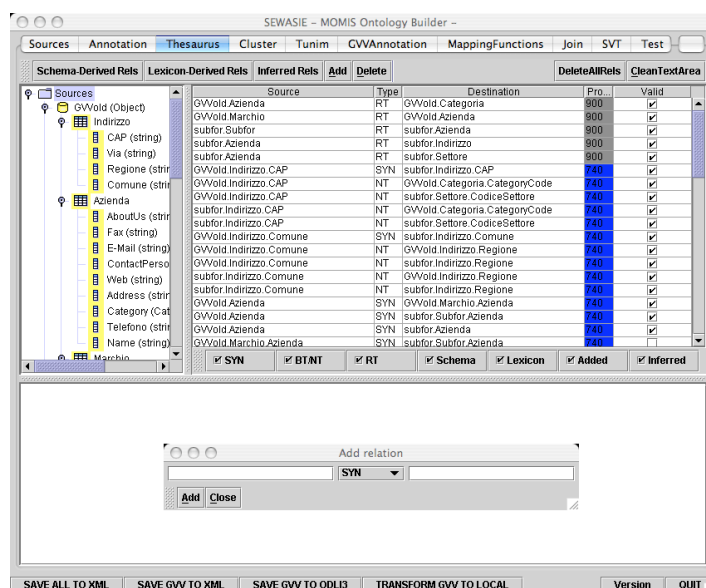 SEWASIE – MOMIS Ontology Builder –
Sources Annotation Thesaurus Cluster Tunim GVVAnnotation MappingFunctions Join SVT Test
Schema-Derived Rels Lexicon-Derived Rels Inferred Rels Add Delete DeleteAllRels CleanTextArea
Sources
GVVold (Object)
Indirizzo
CAP (string)
Via (string)
Regione (strin
Comune (strin
Azienda
AboutUs (strin
Fax (string)
E-Mail (string)
ContactPerso
Web (string)
Address (strin
Category (Cat
Telefono (strin
Name (string)
Marchio
Source Type Destination Pro... Valid
GVVold.Azienda RT GVVold.Categoria 900
GVVold.Marchio RT GVVold.Azienda 900
subfor.Subfor RT subfor.Azienda 900
subfor.Azienda RT subfor.Indirizzo 900
subfor.Azienda RT subfor.Settore 900
GVVold.Indirizzo.CAP SYN subfor.Indirizzo.CAP 740
GVVold.Indirizzo.CAP NT GVVold.Categoria.CategoryCode 740
GVVold.Indirizzo.CAP NT subfor.Settore.CodiceSettore 740
subfor.Indirizzo.CAP NT GVVold.Categoria.CategoryCode 740
subfor.Indirizzo.CAP NT subfor.Settore.CodiceSettore 740
GVVold.Indirizzo.Comune SYN subfor.Indirizzo.Comune 740
GVVold.Indirizzo.Comune NT GVVold.Indirizzo.Regione 740
GVVold.Indirizzo.Comune NT subfor.Indirizzo.Regione 740
subfor.Indirizzo.Comune NT GVVold.Indirizzo.Regione 740
subfor.Indirizzo.Comune NT subfor.Indirizzo.Regione 740
GVVold.Azienda SYN GVVold.Marchio.Azienda 740
GVVold.Azienda SYN subfor.Subfor.Azienda 740
GVVold.Azienda SYN subfor.Azienda 740
GVVold.Marchio.Azienda SYN subfor.Subfor.Azienda 740
SYN BT/NT RT Schema Lexicon Added Inferred
Add relation
SYN
Add Close
SAVE ALL TO XML SAVE GVV TO XML SAVE GVV TO ODLI3 TRANSFORM GVV TO LOCAL Version QUIT